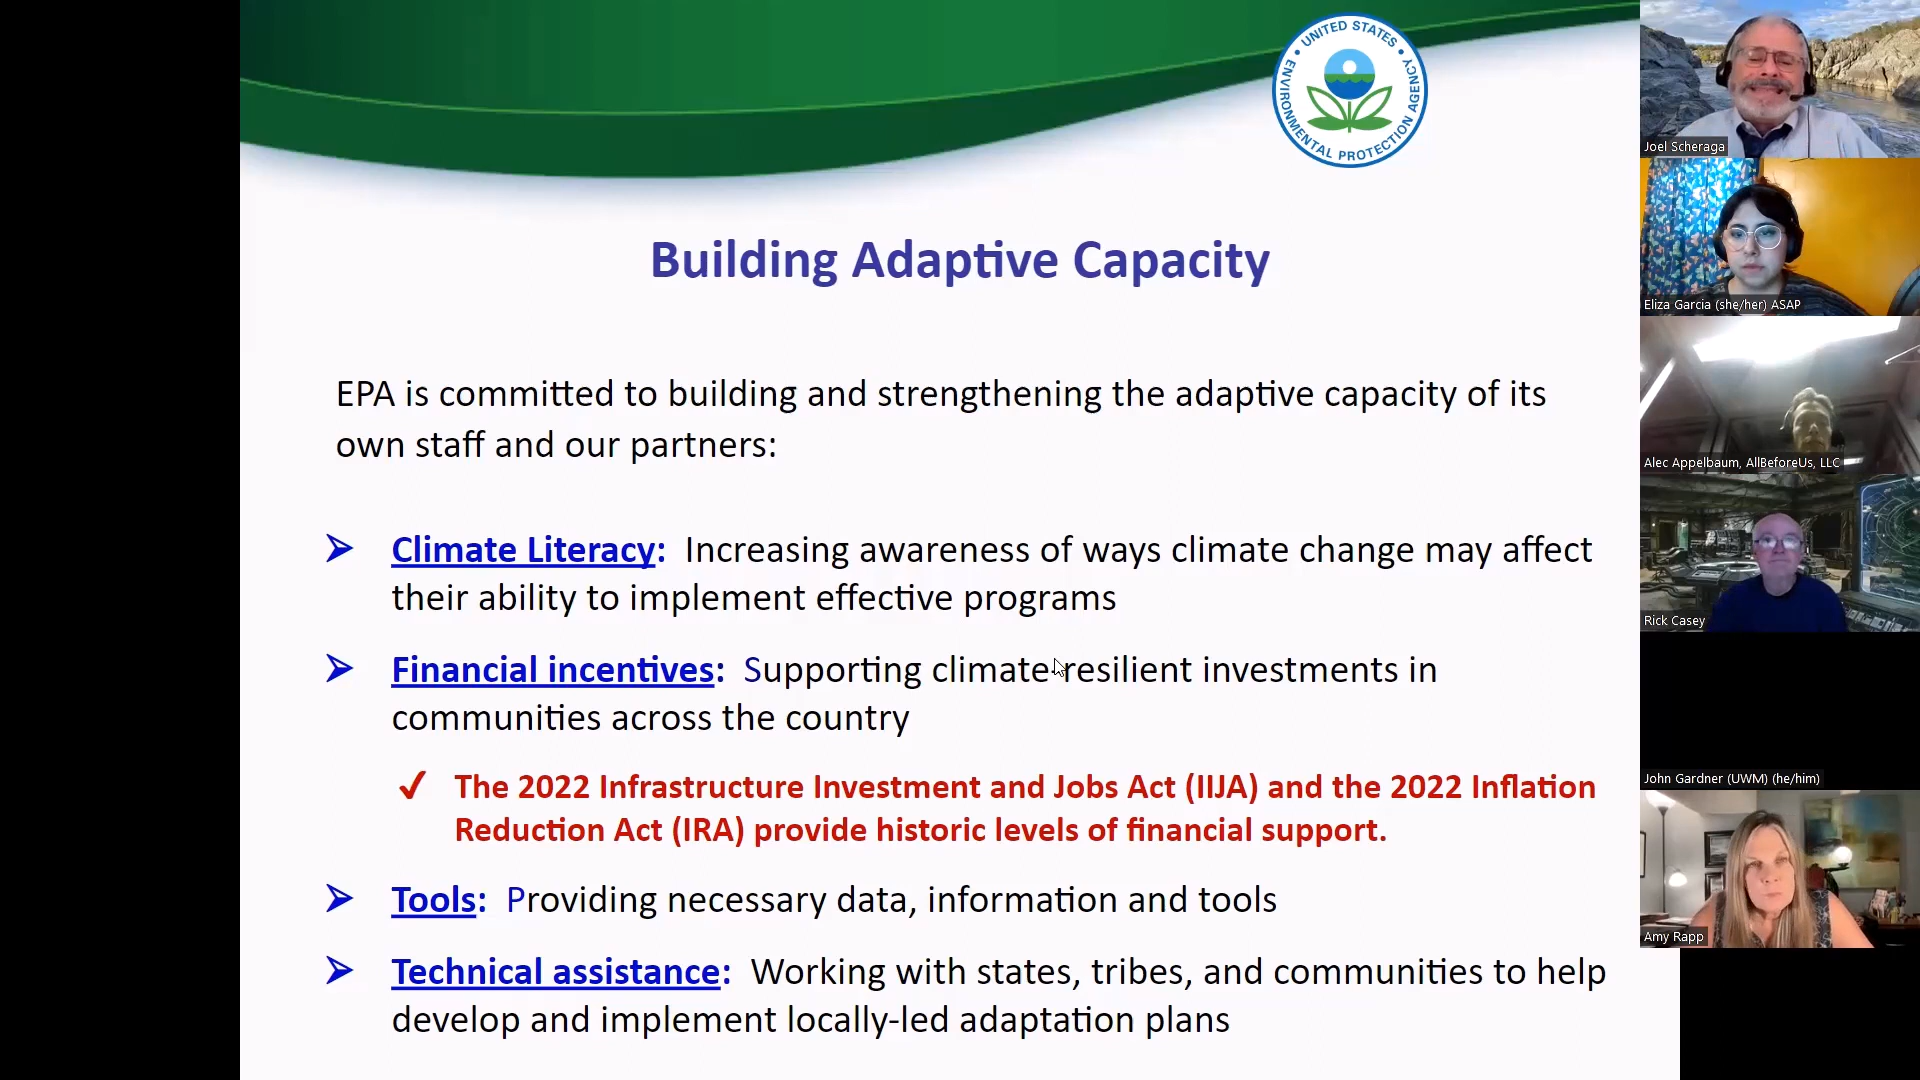 UNITED STATES
ENVIRONMENTAL PROTECTION AGENCY
Building Adaptive Capacity
EPA is committed to building and strengthening the adaptive capacity of its
own staff and our partners:
➢ Climate Literacy: Increasing awareness of ways climate change may affect
their ability to implement effective programs
➢ Financial incentives: Supporting climate-resilient investments in
communities across the country
✓ The 2022 Infrastructure Investment and Jobs Act (IIJA) and the 2022 Inflation
Reduction Act (IRA) provide historic levels of financial support.
➢ Tools: Providing necessary data, information and tools
➢ Technical assistance: Working with states, tribes, and communities to help
develop and implement locally-led adaptation plans
Joel Scheraga
Eliza Garcia (she/her) ASAP
Alec Appelbaum, AllBeforeUs, LLC
Rick Casey
John Gardner (UWM) (he/him)
Amy Rapp